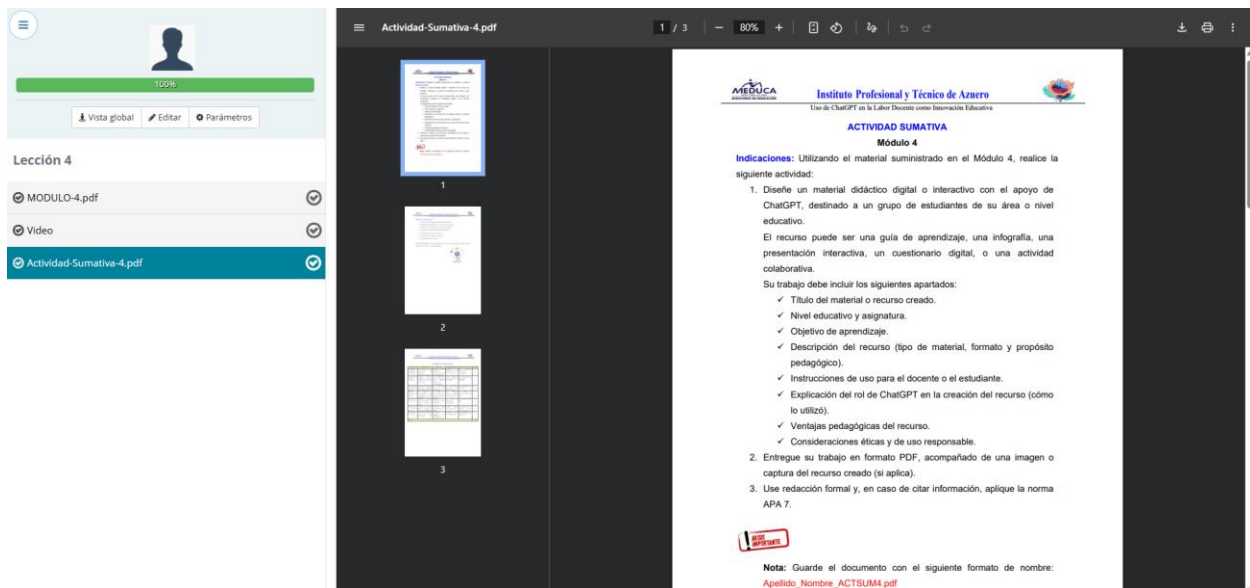 100%
Vista global
Editar
Parámetros
Lección 4
MODULO-4.pdf
Video
Actividad-Sumativa-4.pdf
Actividad-Sumativa-4.pdf
1 / 3
80%
1
2
3
MEDUCA
MINISTERIO DE EDUCACIÓN
Instituto Profesional y Técnico de Azuero
Uso de ChatGPT en la Labor Docente como Innovación Educativa
ACTIVIDAD SUMATIVA
Módulo 4
Indicaciones: Utilizando el material suministrado en el Módulo 4, realice la
siguiente actividad:
1. Diseñe un material didáctico digital o interactivo con el apoyo de
ChatGPT, destinado a un grupo de estudiantes de su área o nivel
educativo.
El recurso puede ser una guía de aprendizaje, una infografía, una
presentación interactiva, un cuestionario digital, o una actividad
colaborativa.
Su trabajo debe incluir los siguientes apartados:
✓ Título del material o recurso creado.
✓ Nivel educativo y asignatura.
✓ Objetivo de aprendizaje.
✓ Descripción del recurso (tipo de material, formato y propósito
pedagógico).
✓ Instrucciones de uso para el docente o el estudiante.
✓ Explicación del rol de ChatGPT en la creación del recurso (cómo
lo utilizó).
✓ Ventajas pedagógicas del recurso.
✓ Consideraciones éticas y de uso responsable.
2. Entregue su trabajo en formato PDF, acompañado de una imagen o
captura del recurso creado (si aplica).
3. Use redacción formal y, en caso de citar información, aplique la norma
APA 7.
AVISO
IMPORTANTE
Nota: Guarde el documento con el siguiente formato de nombre:
Apellido_Nombre_ACTSUM4.pdf